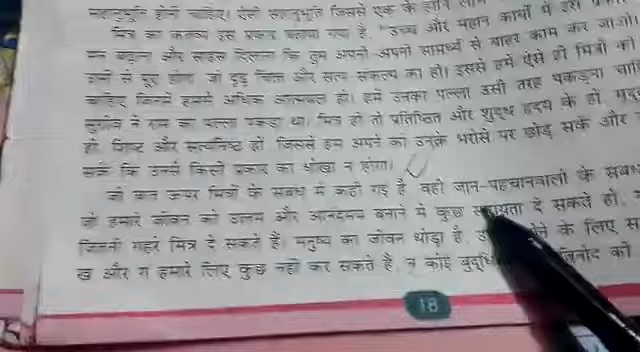 सहानुभूति होनी चाहिए। ऐसी सहानुभूति जिससे एक के हानि लाभ
मित्र का कर्तव्य इस प्रकार बताया गया है, "उच्च और महान कार्यों में इस प्रकार
मन बढ़ाना और साहस दिलाना कि तुम अपनी अपनी सामर्थ्य से बाहर काम कर जाओ।
उसी से पूरा होगा जो दृढ़ चित्त और सत्य संकल्प का हो। इससे हमें ऐसे ही मित्रों की
चाहिए जिनमें हमसे अधिक आत्मबल हो। हमें उनका पल्ला उसी तरह पकड़ना चाहि
सुग्रीव ने राम का पल्ला पकड़ा था। मित्र हों तो प्रतिष्ठित और शुद्ध हृदय के हों, मृदु
हों, शिष्ट और सत्यनिष्ठ हों जिससे हम अपने को उनके भरोसे पर छोड़ सकें और
सकें कि उनसे किसी प्रकार का धोखा न होगा।
जो बात ऊपर मित्रों के संबंध में कही गई है, वही जान-पहचानवालों के संबंध
जो हमारे जीवन को उत्तम और आनंदमय बनाने में कुछ सहायता दे सकते हों,
जितनी गहरे मित्र दे सकते हैं। मनुष्य का जीवन थोड़ा है, के लिए स
ख और न हमारे लिए कुछ नहीं कर सकते हैं, न कोई बुद्धि विनोद की
18